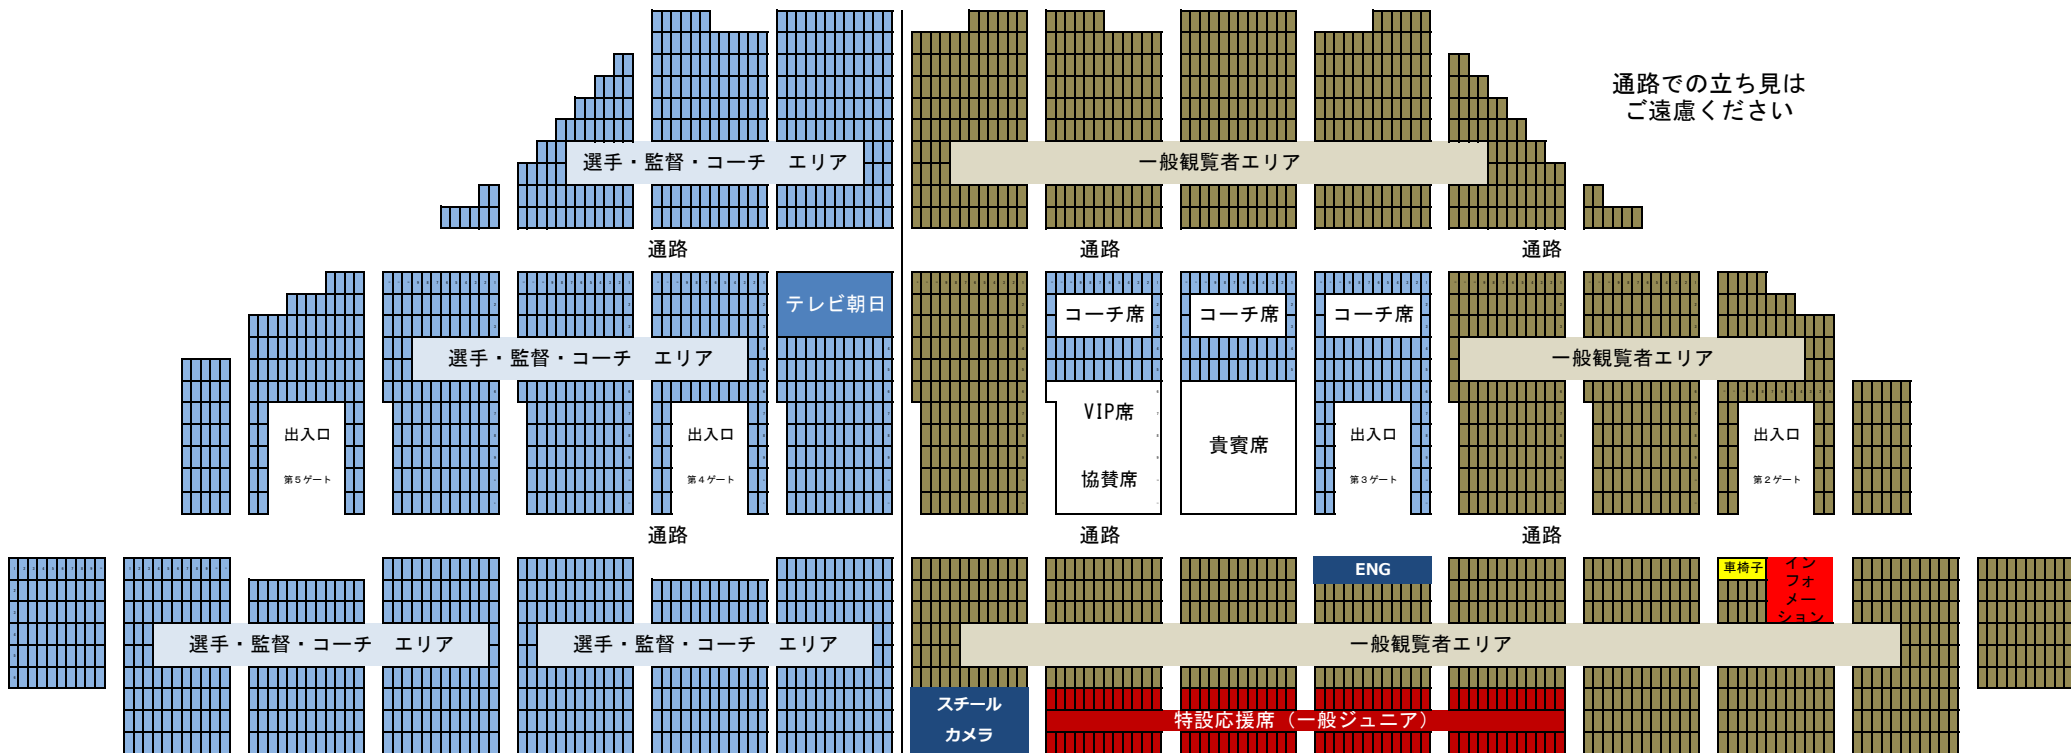 通路での立ち見は
ご遠慮ください
選手・監督・コーチ　エリア
一般観覧者エリア
通路
通路
通路
テレビ朝日
コーチ席
コーチ席
コーチ席
選手・監督・コーチ　エリア
一般観覧者エリア
VIP席
協賛席
貴賓席
出入口
第5ゲート
出入口
第4ゲート
出入口
第3ゲート
出入口
第2ゲート
通路
通路
通路
ENG
車椅子
イン
フォ
メー
ション
選手・監督・コーチ　エリア
選手・監督・コーチ　エリア
一般観覧者エリア
スチール
カメラ
特設応援席（一般ジュニア）